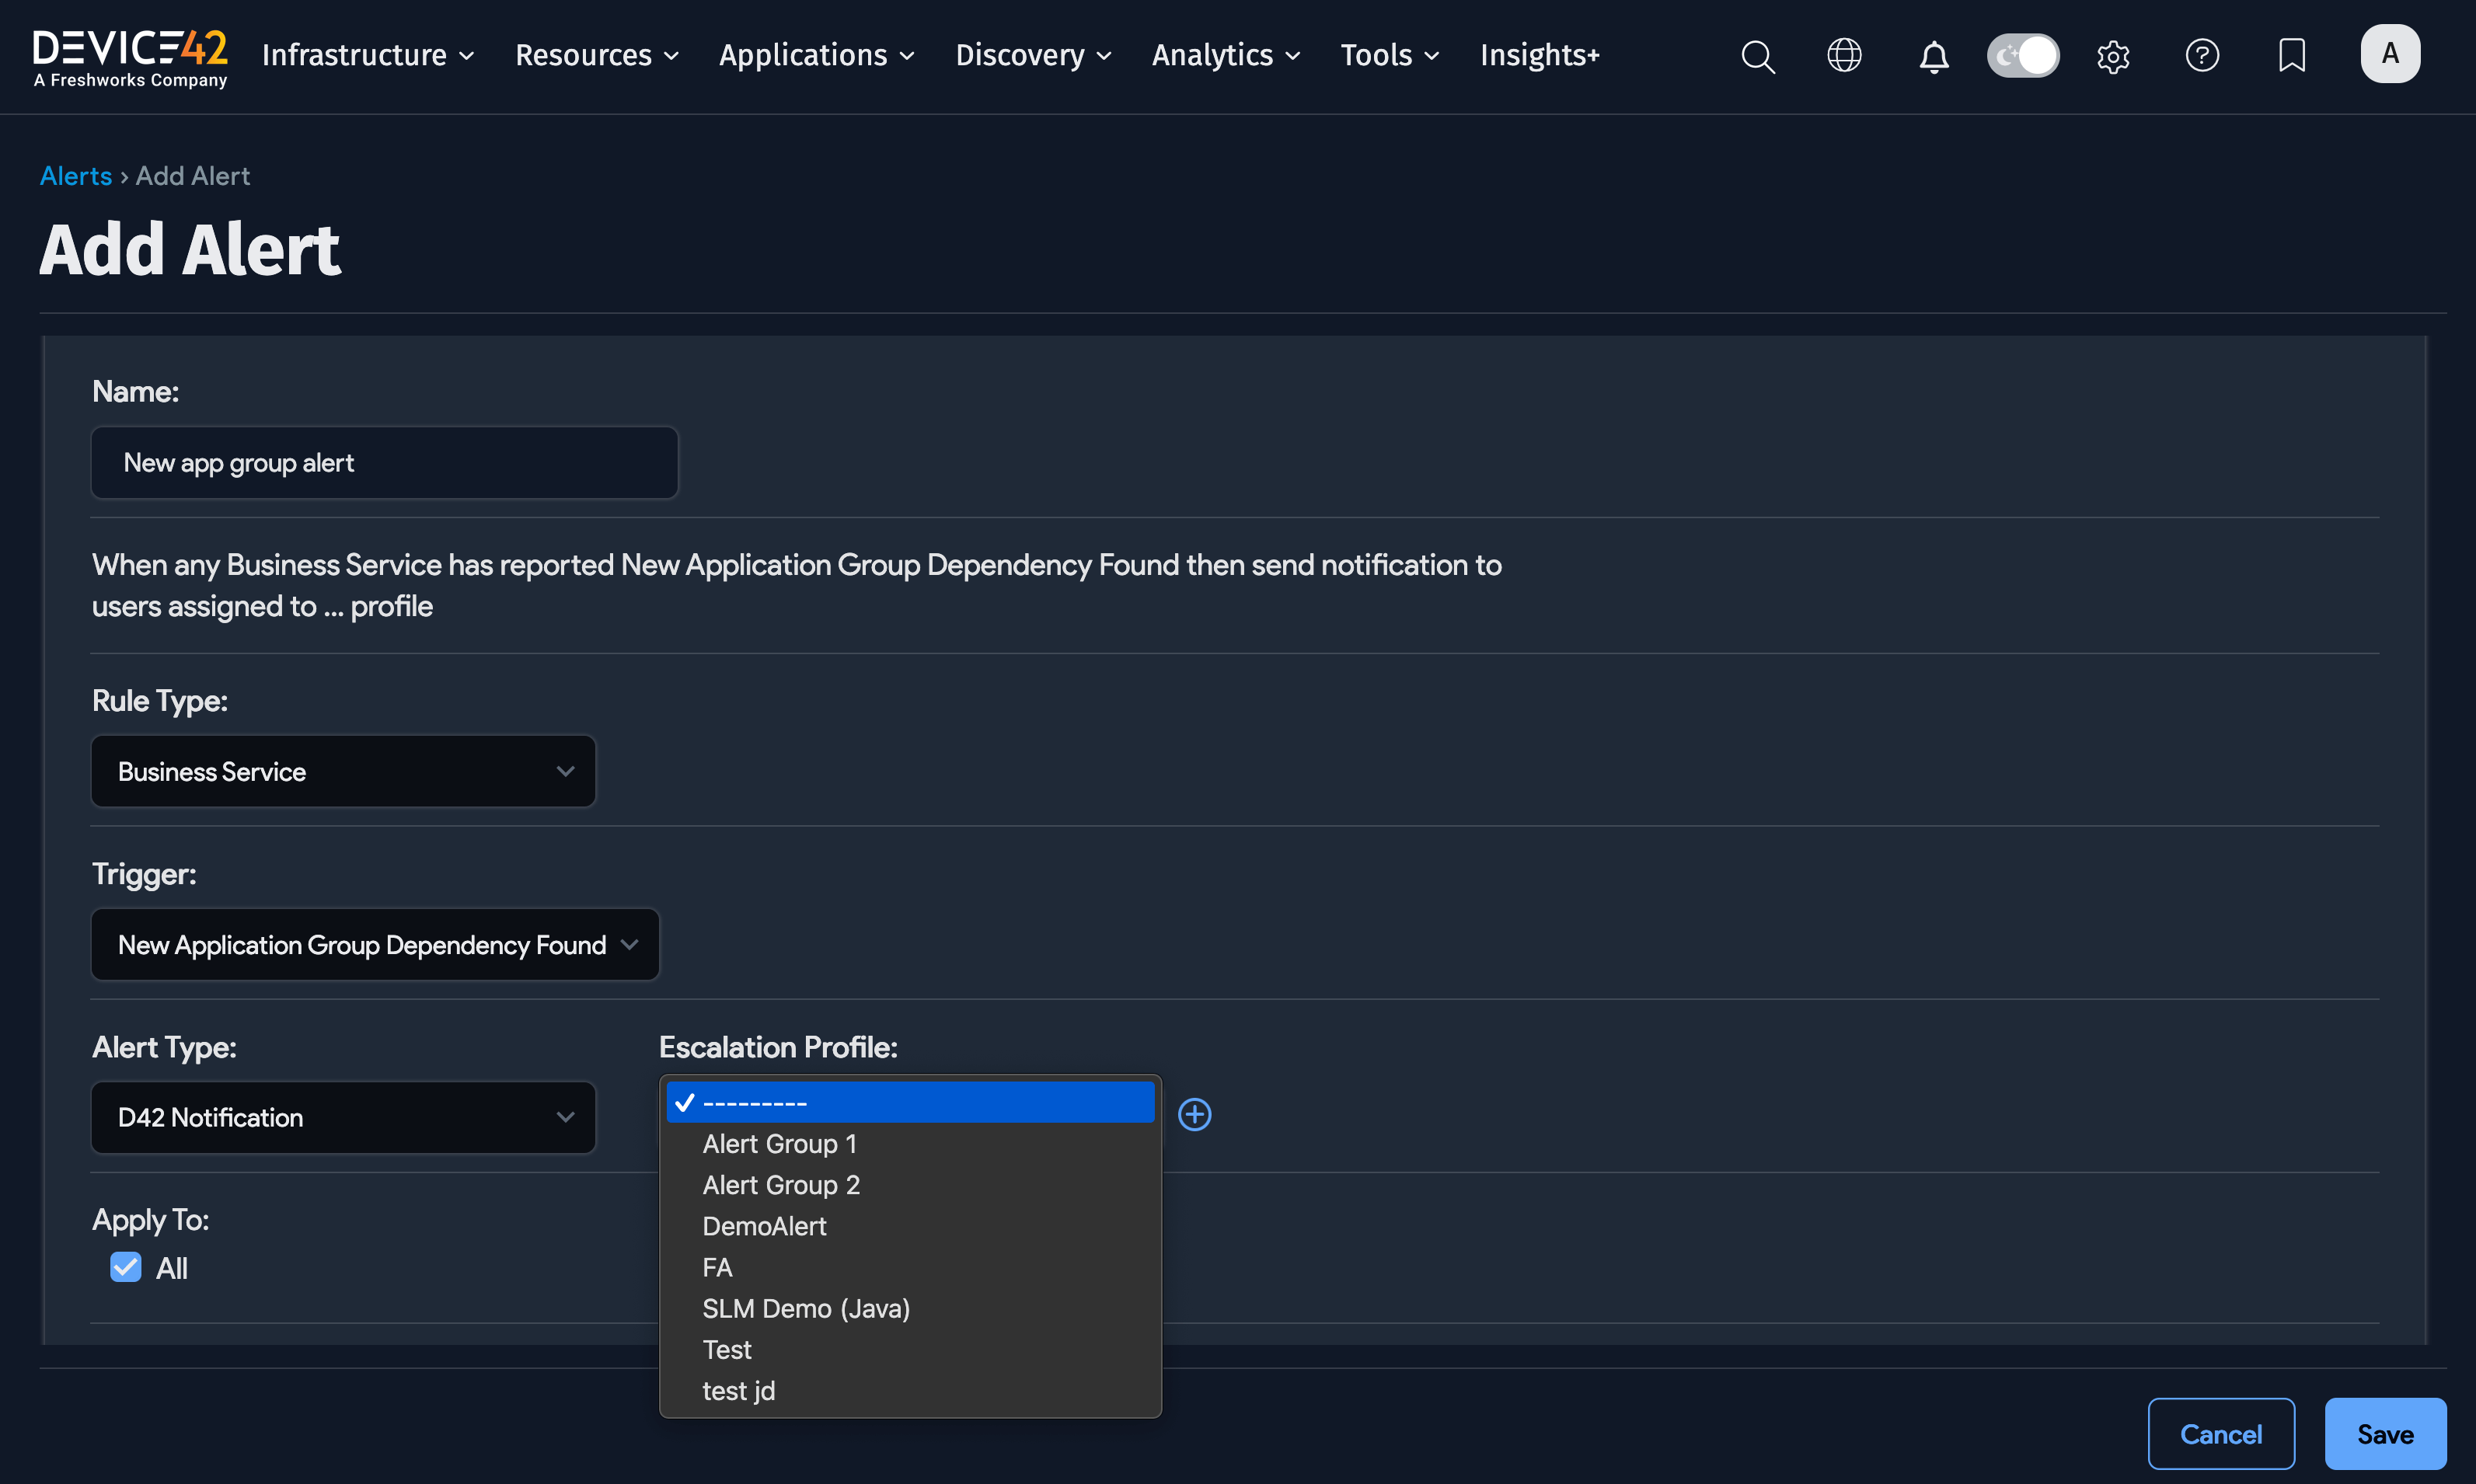 DEVICE42
A Freshworks Company
Infrastructure
Resources
Applications
Discovery
Analytics
Tools
Insights+
A
Alerts › Add Alert
Add Alert
Name:
New app group alert
When any Business Service has reported New Application Group Dependency Found then send notification to
users assigned to ... profile
Rule Type:
Business Service
Trigger:
New Application Group Dependency Found
Alert Type:
Escalation Profile:
D42 Notification
---------
Alert Group 1
Alert Group 2
DemoAlert
FA
SLM Demo (Java)
Test
test jd
Apply To:
All
Cancel
Save